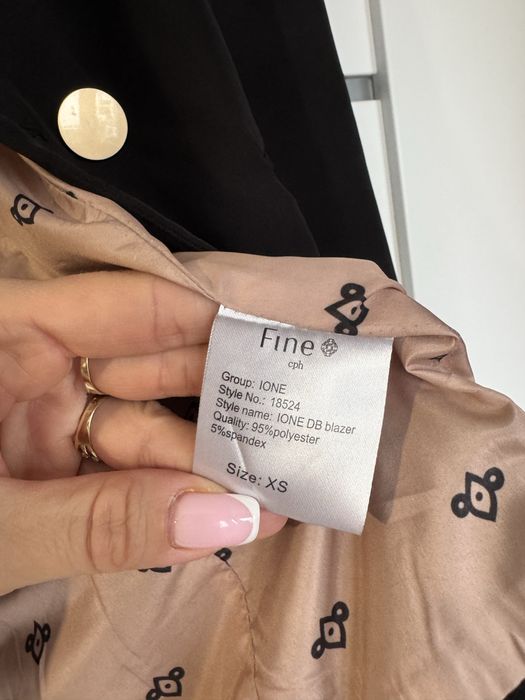 Fine
cph
Group: IONE
Style No.: 18524
Style name: IONE DB blazer
Quality: 95%polyester
5%spandex
Size: XS